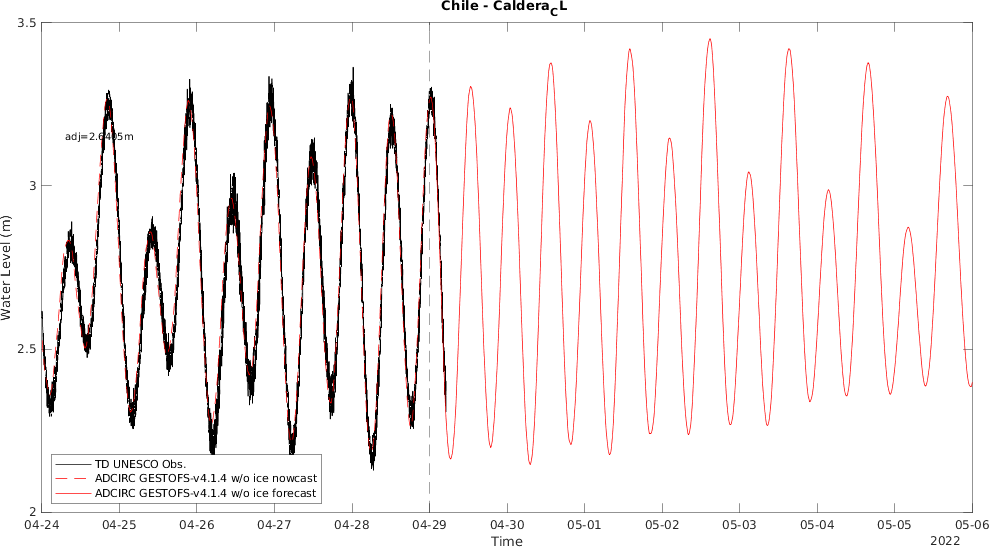 Chile - Caldera_CL
3.5
3
2.5
2
Water Level (m)
adj=2.6405m
TD UNESCO Obs.
ADCIRC GESTOFS-v4.1.4 w/o ice nowcast
ADCIRC GESTOFS-v4.1.4 w/o ice forecast
04-24 04-25 04-26 04-27 04-28 04-29 04-30 05-01 05-02 05-03 05-04 05-05 05-06
Time
2022